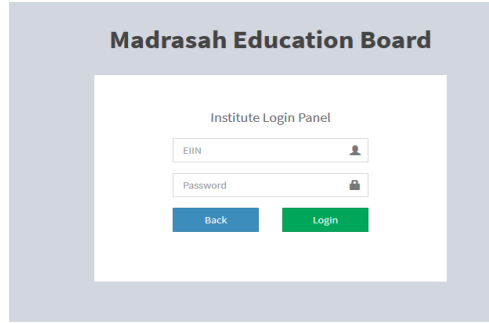 Madrasah Education Board
Institute Login Panel
EIIN
Password
Back Login